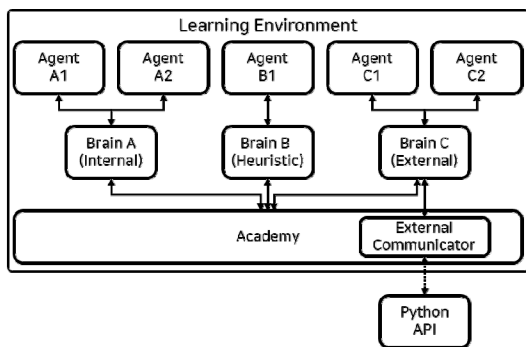 Learning Environment
Agent
A1
Agent
A2
Agent
B1
Agent
C1
Agent
C2
Brain A
(Internal)
Brain B
(Heuristic)
Brain C
(External)
Academy
External
Communicator
Python
API